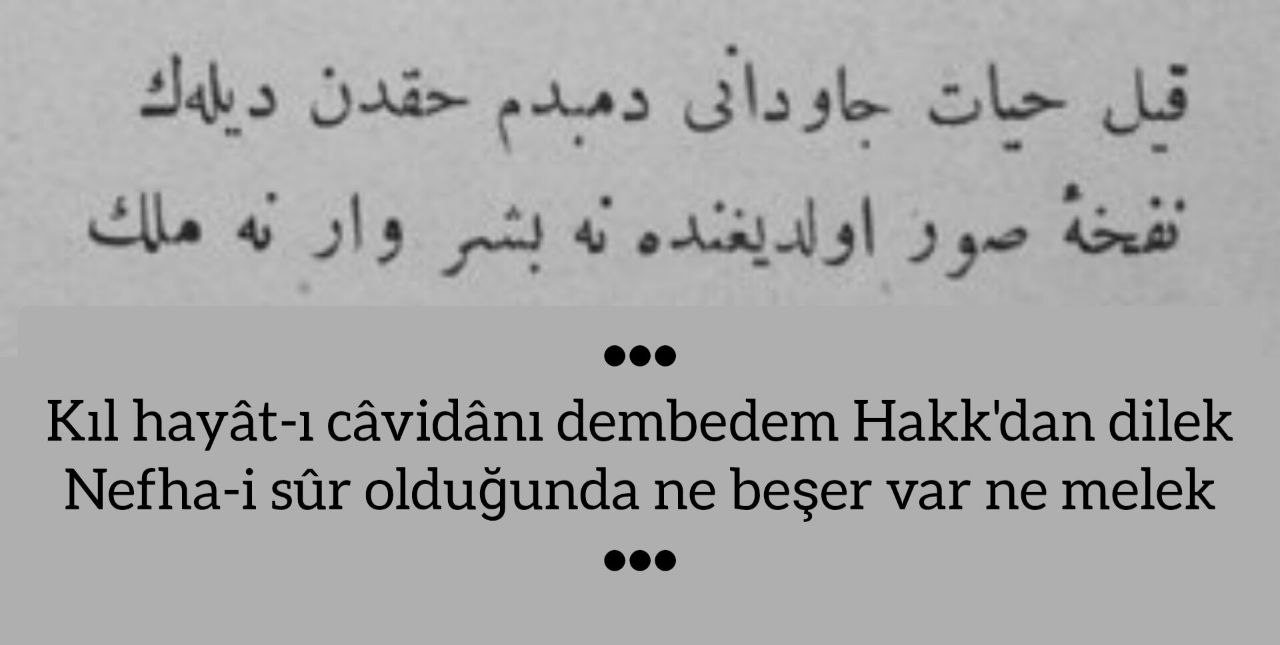 قیل حیات جاودانی دمبدم حقدن دیله‌ك
نفخهٔ صور اولدیغنده نه بشر وار نه ملك
●●●
Kıl hayât-ı câvidânı dembedem Hakk'dan dilek
Nefha-i sûr olduğunda ne beşer var ne melek
●●●